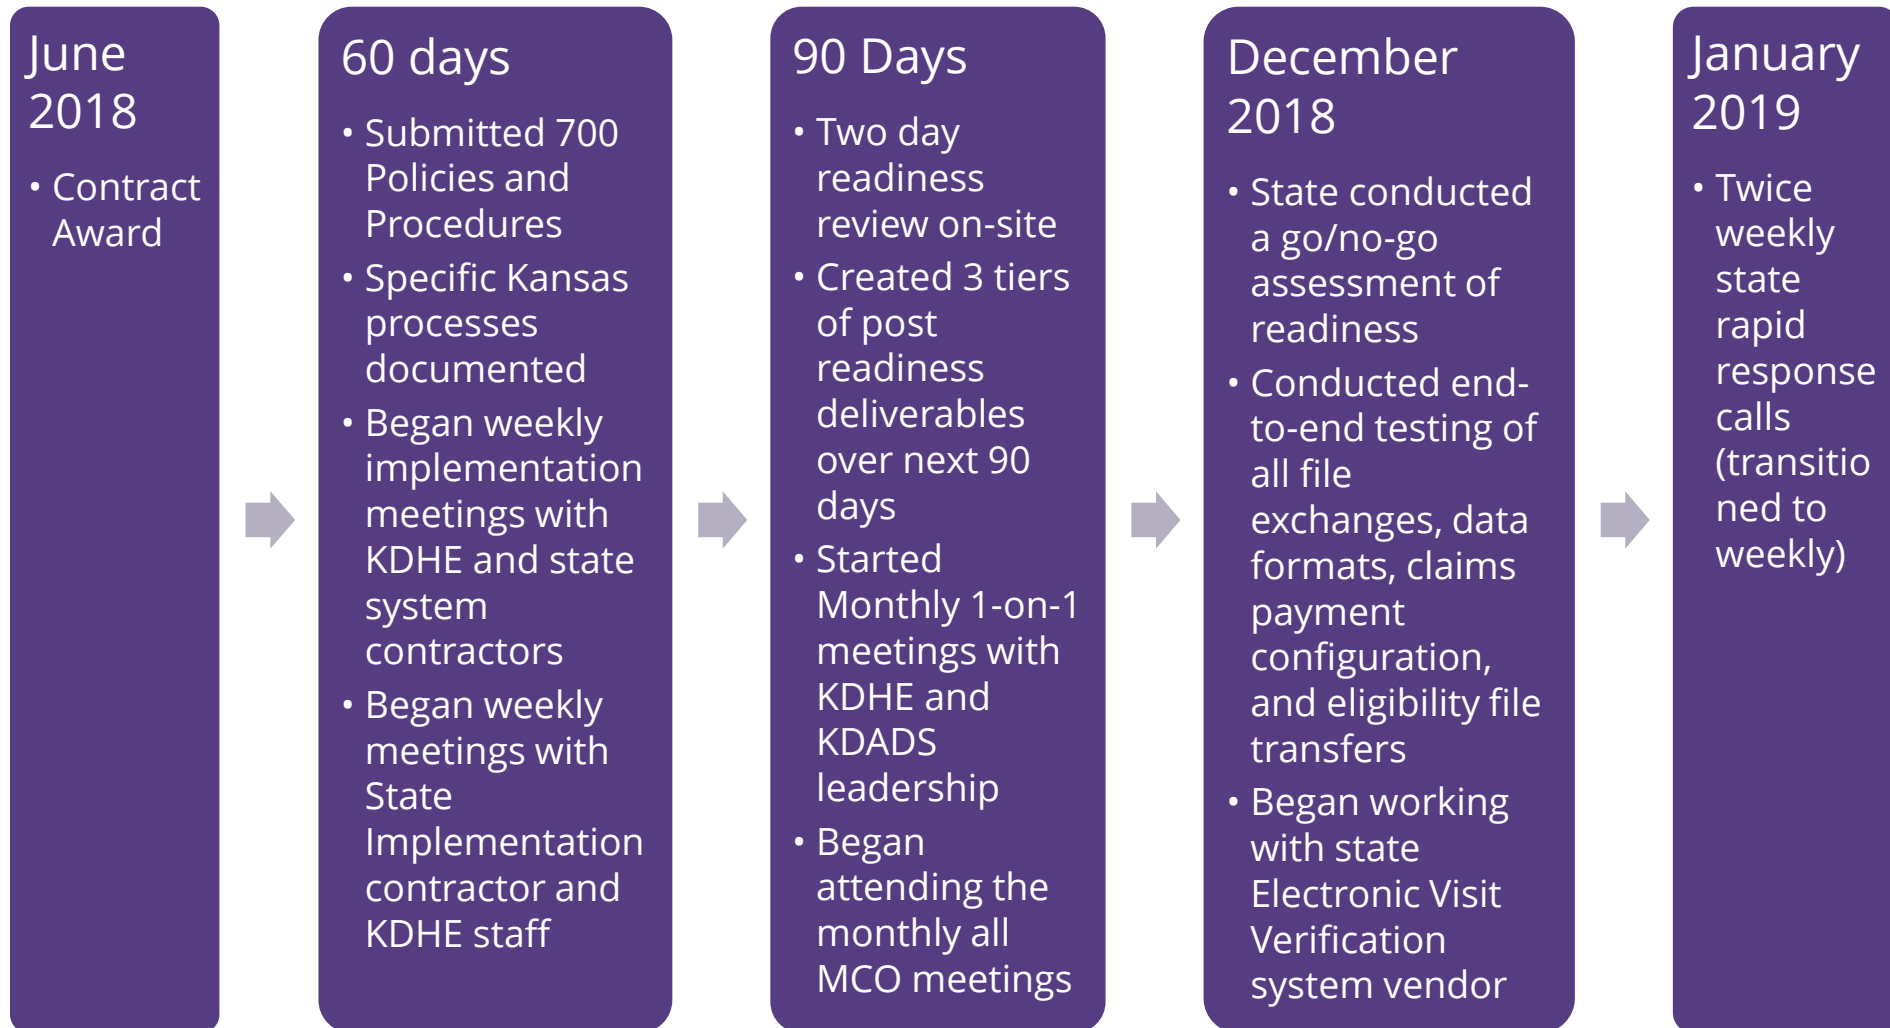 June
2018
• Contract
Award
60 days
• Submitted 700
Policies and
Procedures
• Specific Kansas
processes
documented
• Began weekly
implementation
meetings with
KDHE and state
system
contractors
• Began weekly
meetings with
State
Implementation
contractor and
KDHE staff
90 Days
• Two day
readiness
review on-site
• Created 3 tiers
of post
readiness
deliverables
over next 90
days
• Started
Monthly 1-on-1
meetings with
KDHE and
KDADS
leadership
• Began
attending the
monthly all
MCO meetings
December
2018
• State conducted
a go/no-go
assessment of
readiness
• Conducted end-
to-end testing of
all file
exchanges, data
formats, claims
payment
configuration,
and eligibility file
transfers
• Began working
with state
Electronic Visit
Verification
system vendor
January
2019
• Twice
weekly
state
rapid
response
calls
(transitio
ned to
weekly)